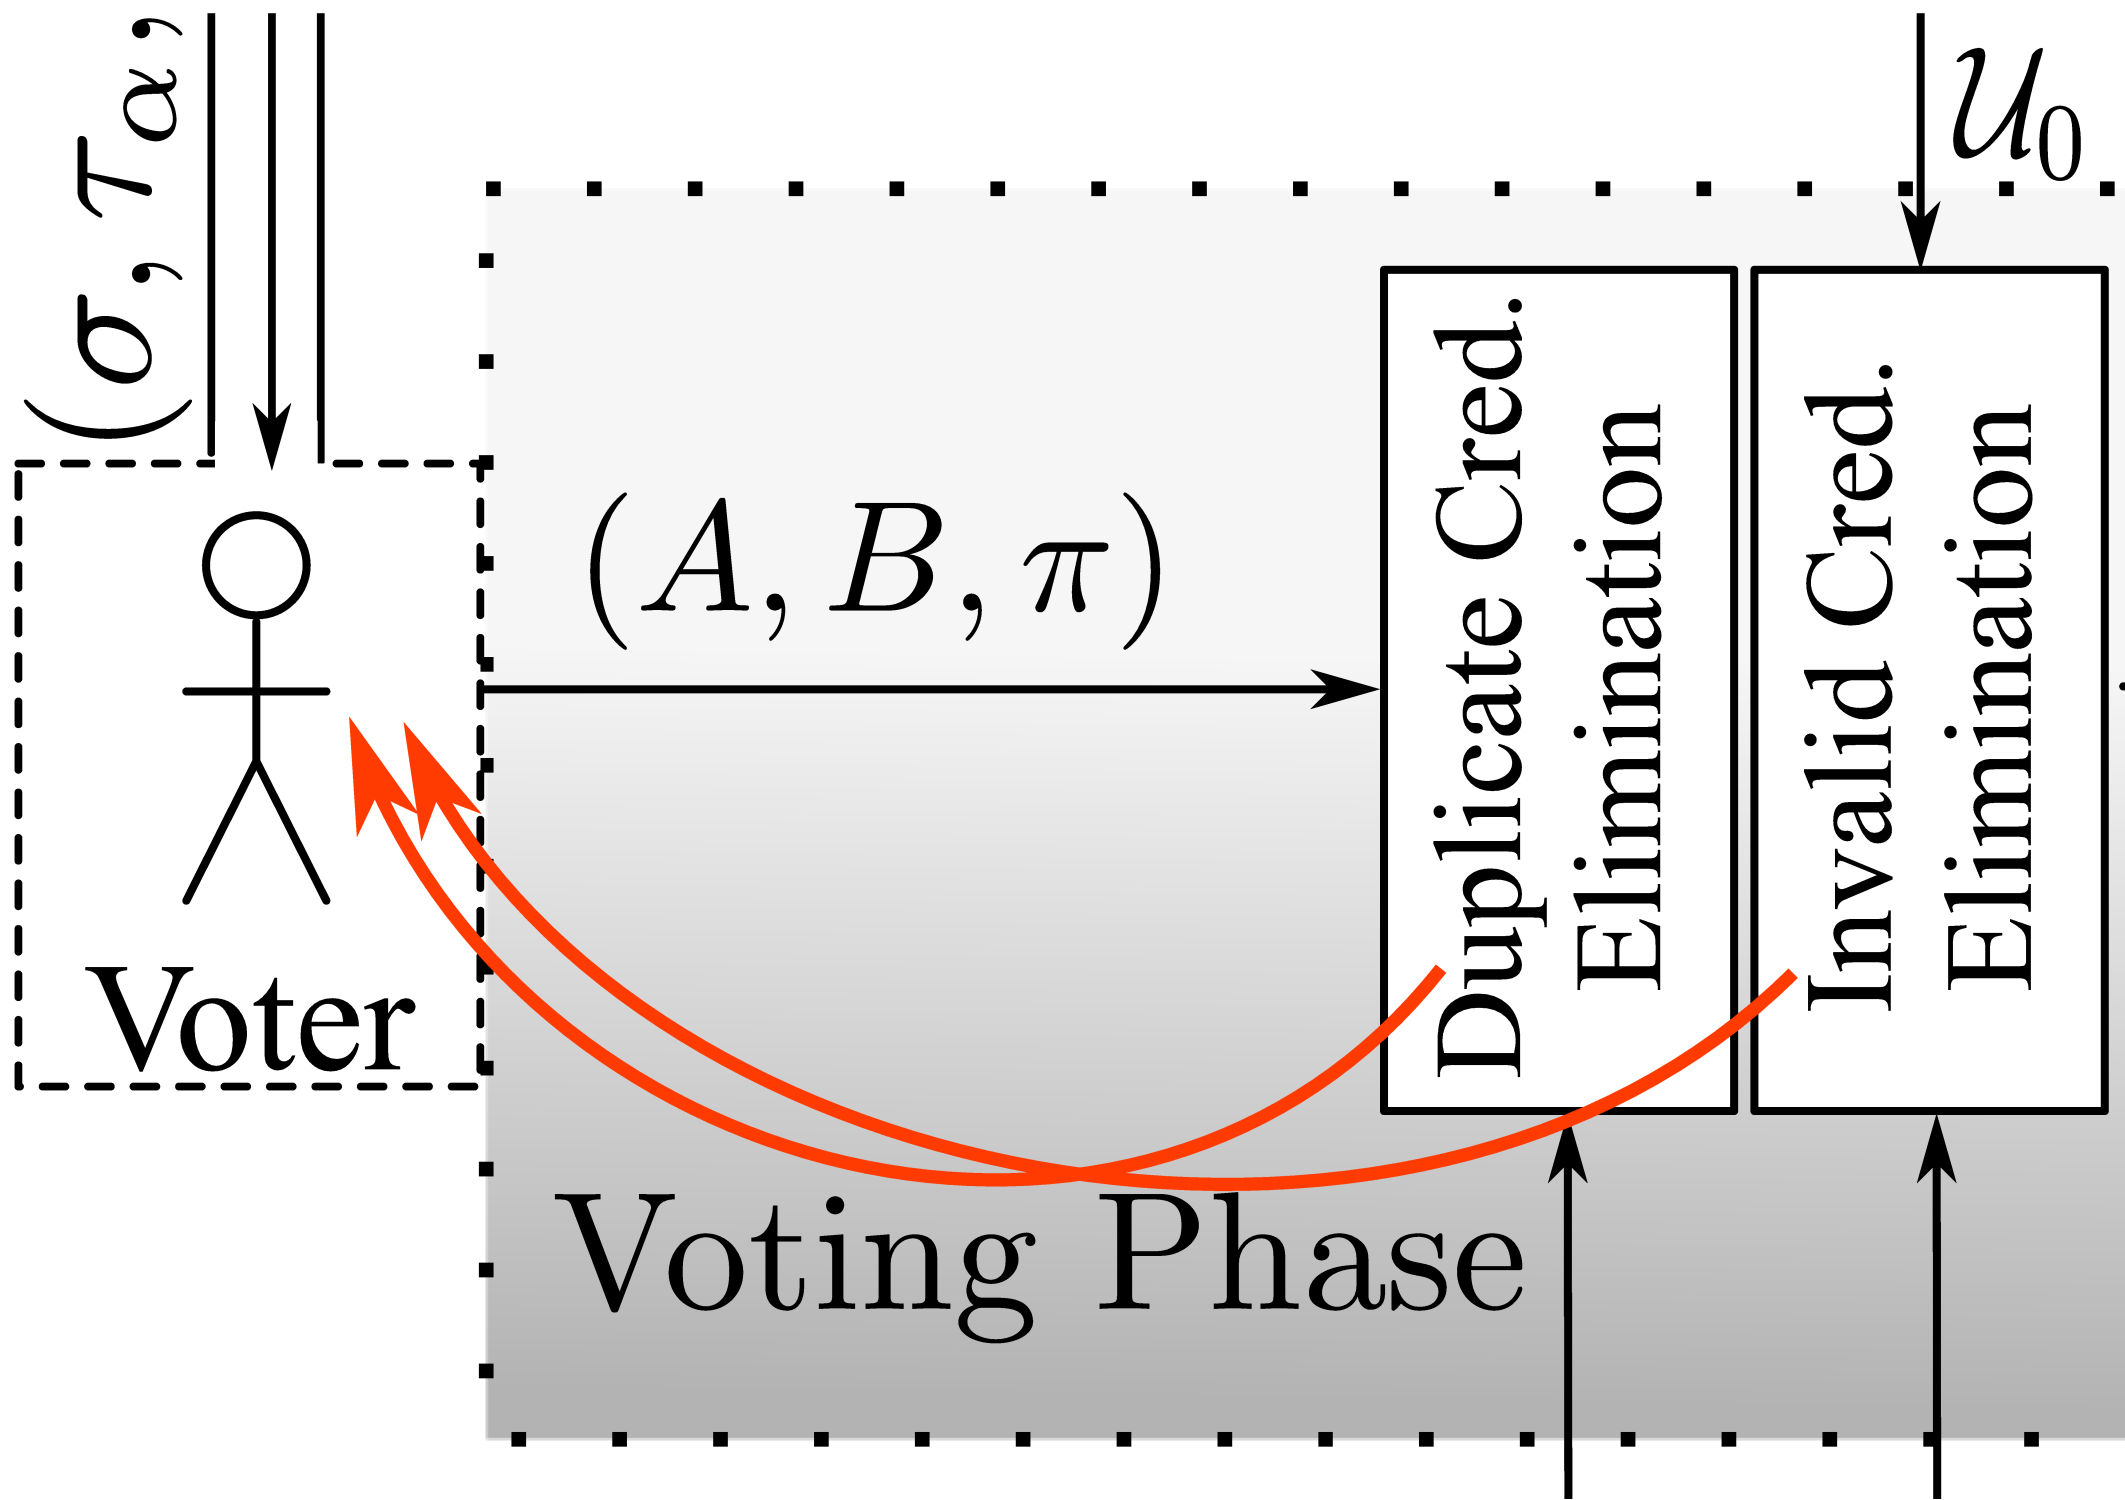 (σ, τα,
𝒰0
(A, B, π)
Duplicate Cred.
Elimination
Invalid Cred.
Elimination
Voter
Voting Phase